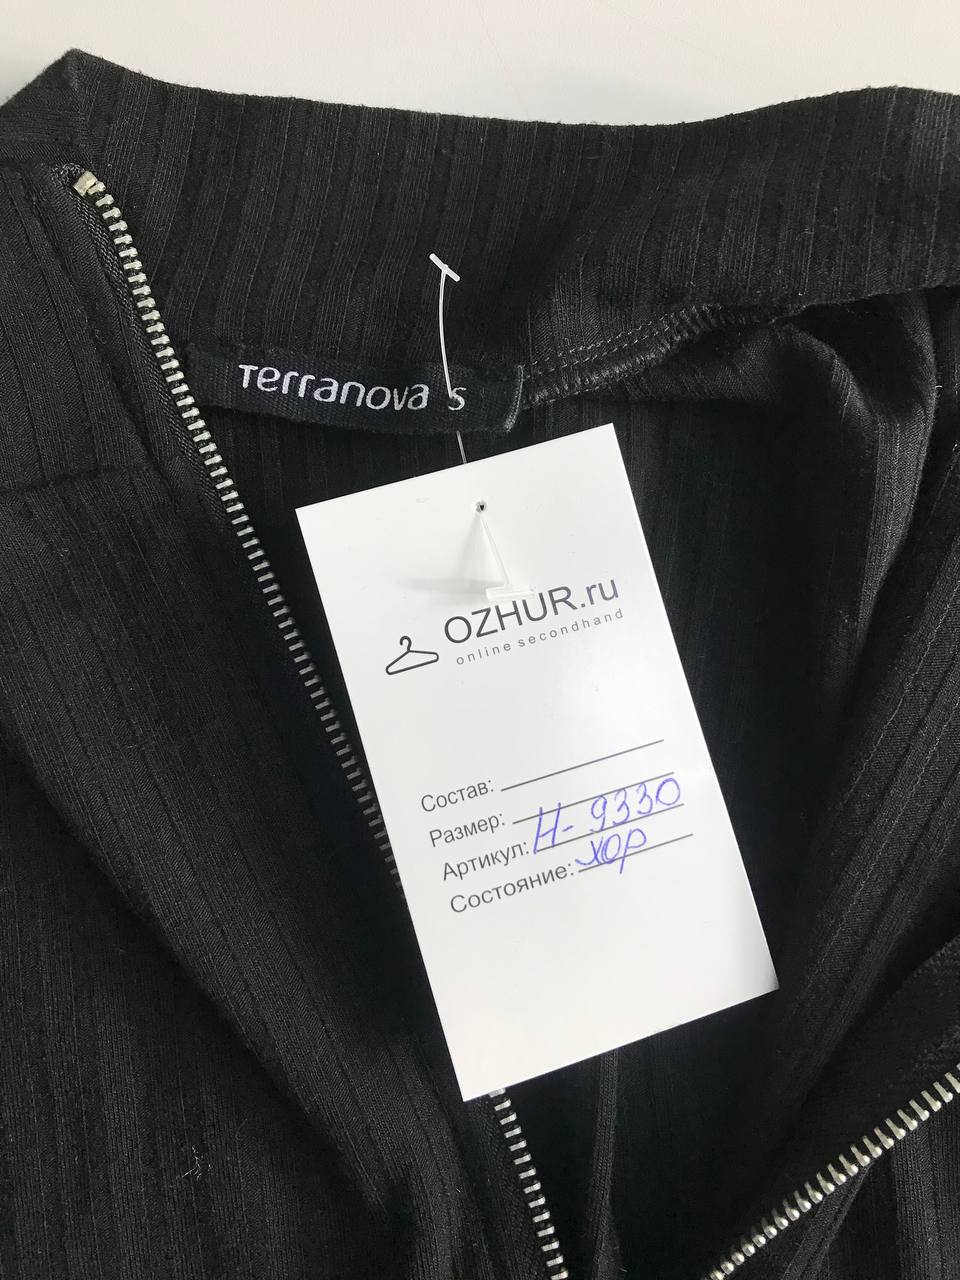 Terranova S
OZHUR.ru
online secondhand
Состав:
Размер:
Артикул: Н-9330
Состояние: хор